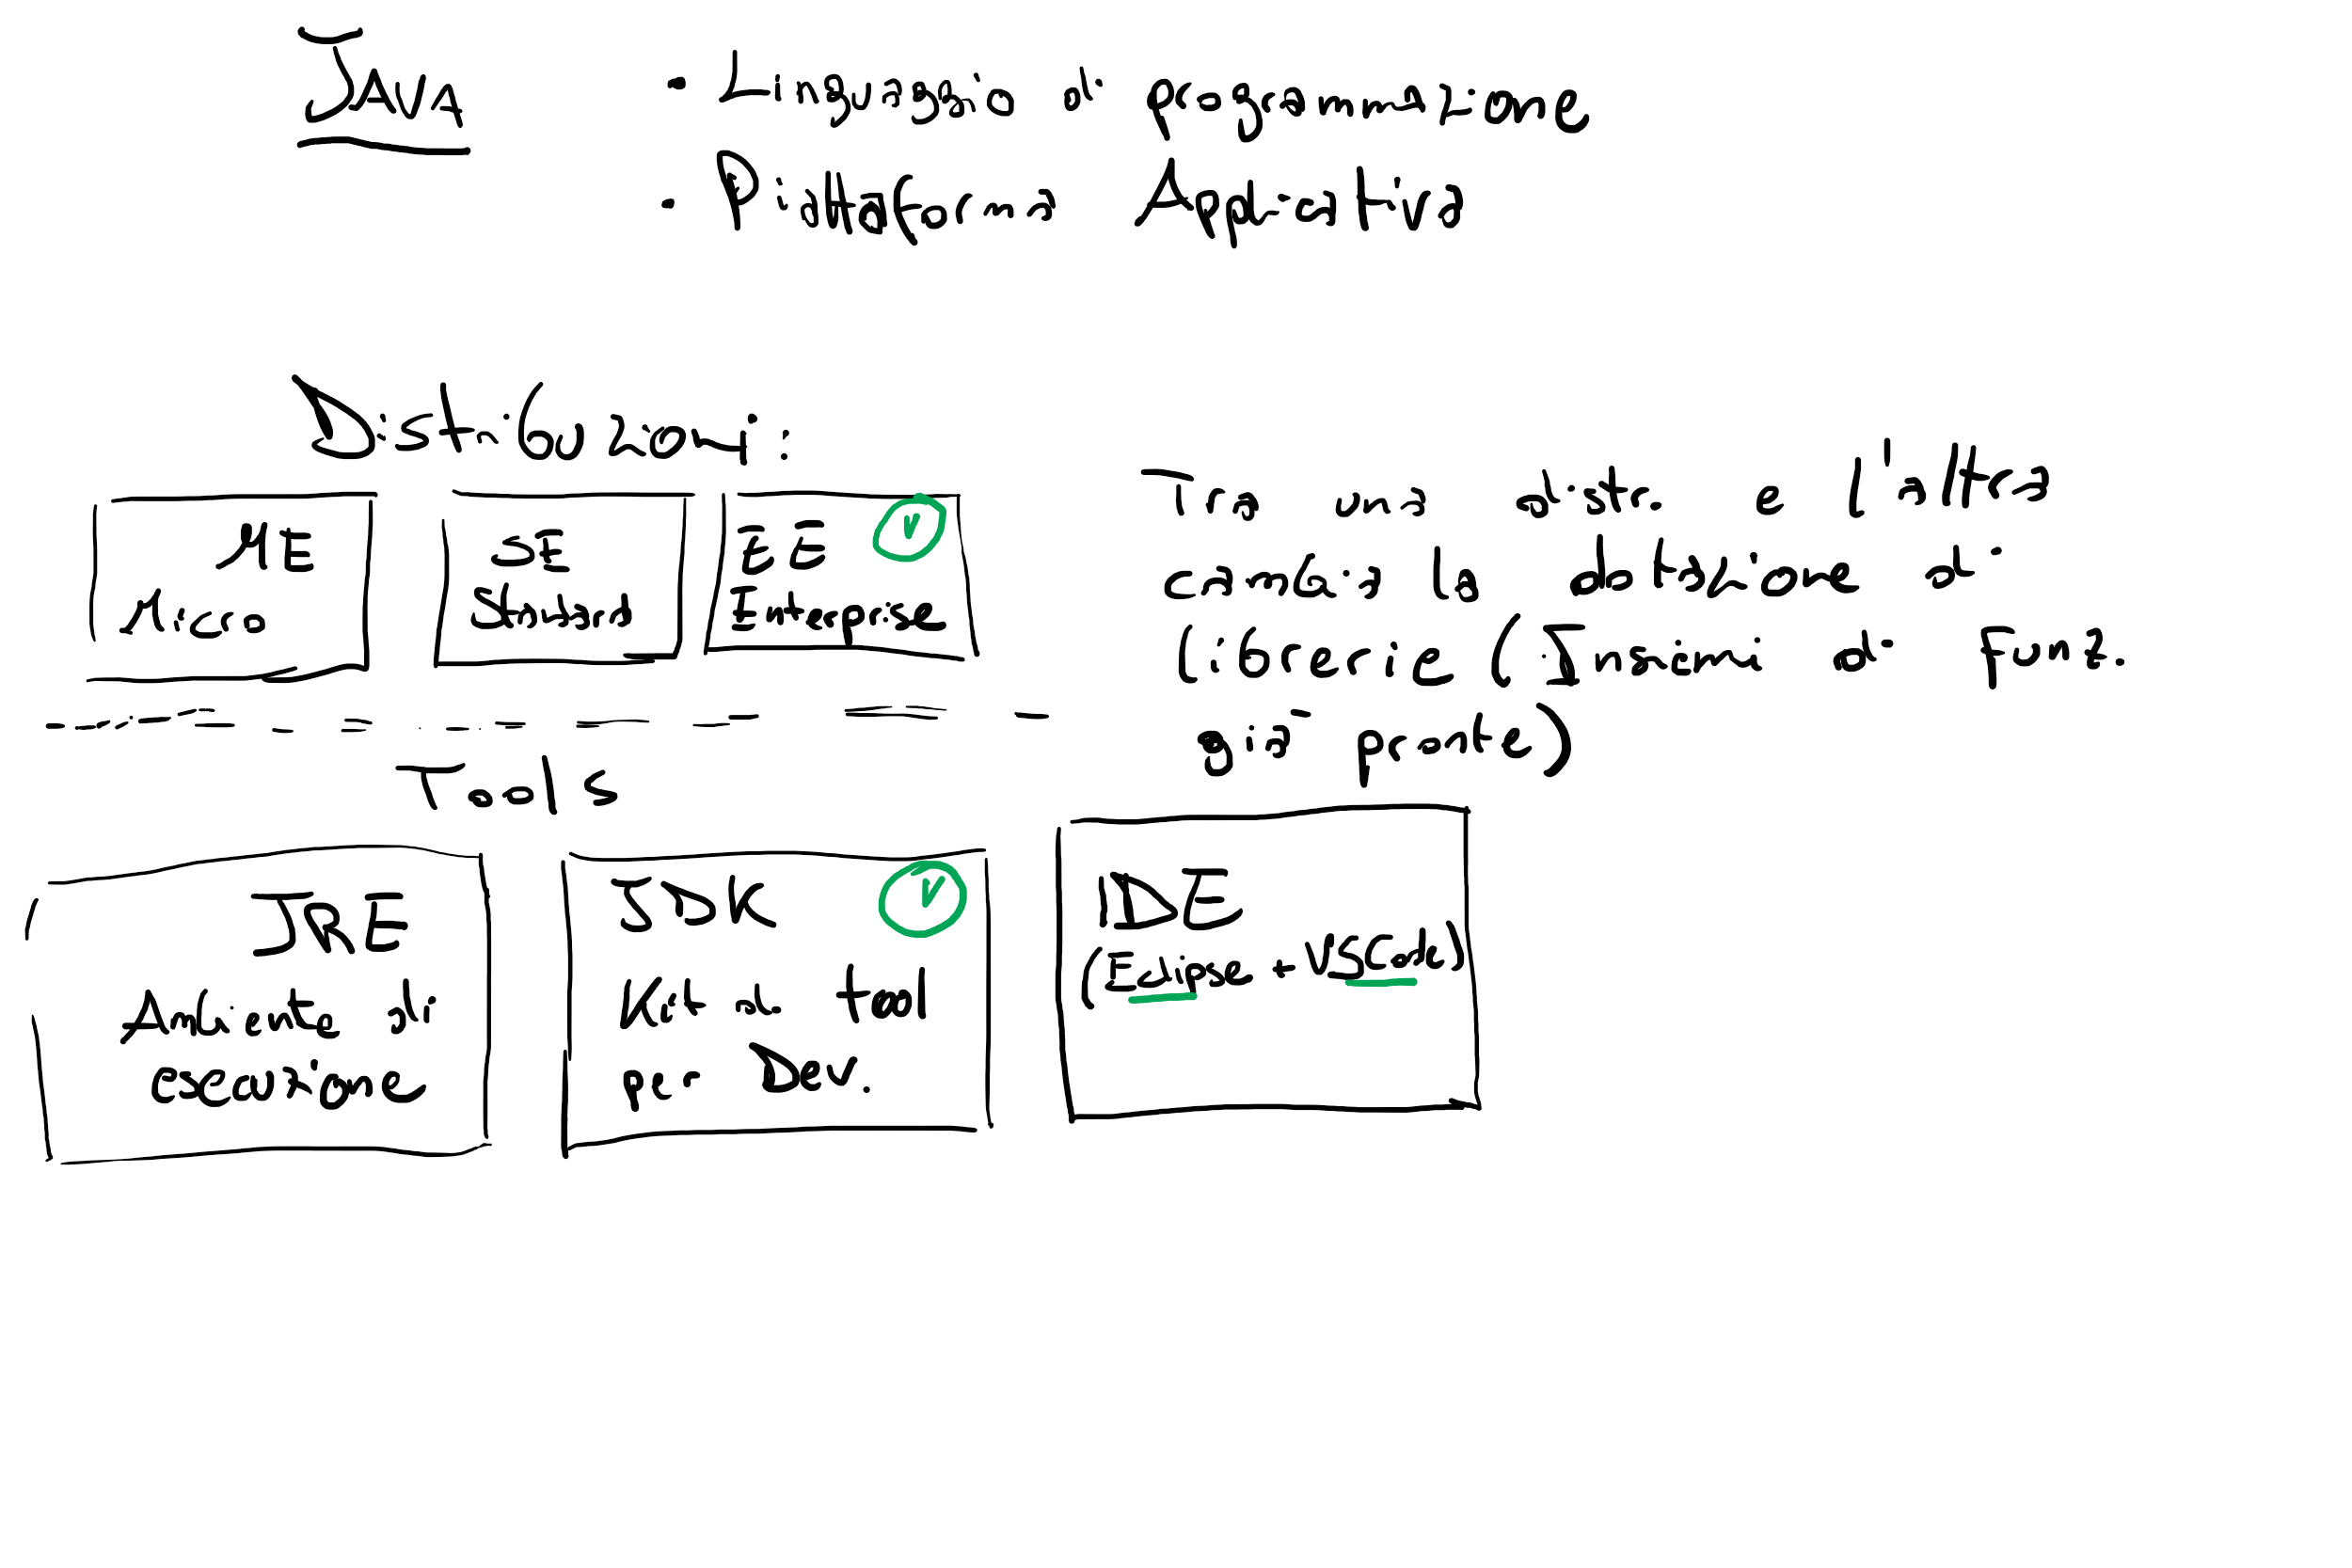 JAVA
• Linguaggio di programmazione
• Piattaforma Applicativa
Distribuzioni:
ME
Micro
SE
Standard
EE
Enterprise
Tra una distr. e l'altra
cambia la dotazione di
librerie (Insiemi di Funz.
già pronte)
Tools
JRE
Ambiente di
esecuzione
JDK
Kit di tool
per Dev.
IDE
(Eclipse + VSCode)